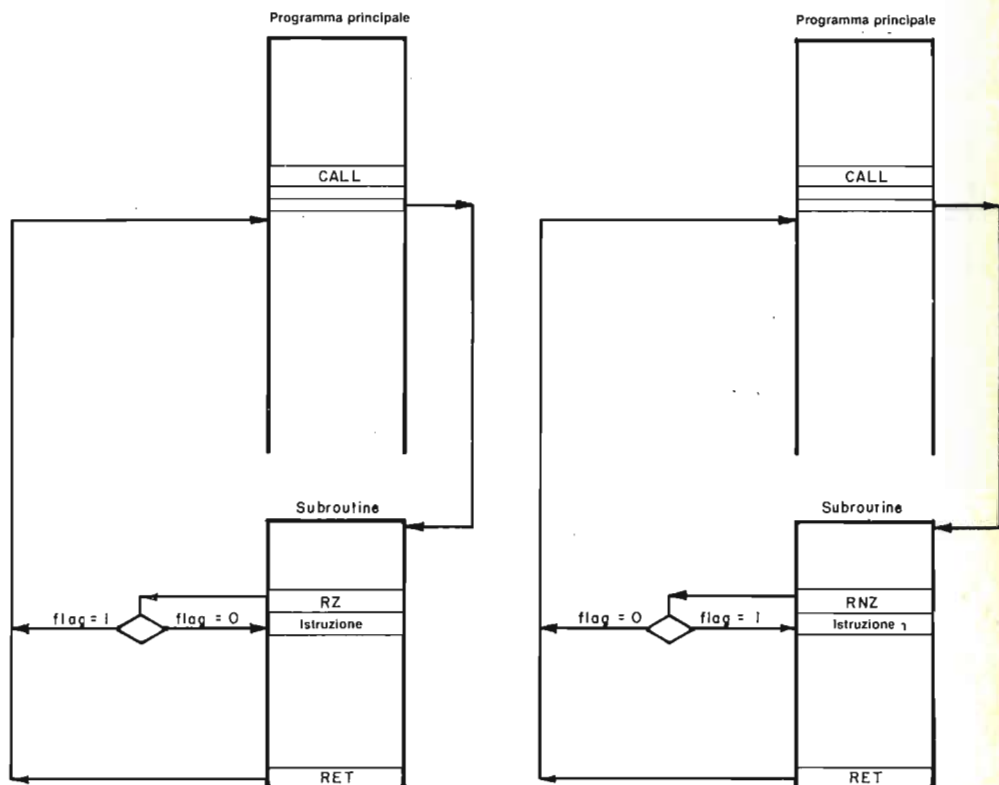 Programma principale
CALL
Subroutine
RZ
flag = 1
flag = 0
Istruzione
RET
Programma principale
CALL
Subroutine
RNZ
flag = 0
flag = 1
Istruzione
RET